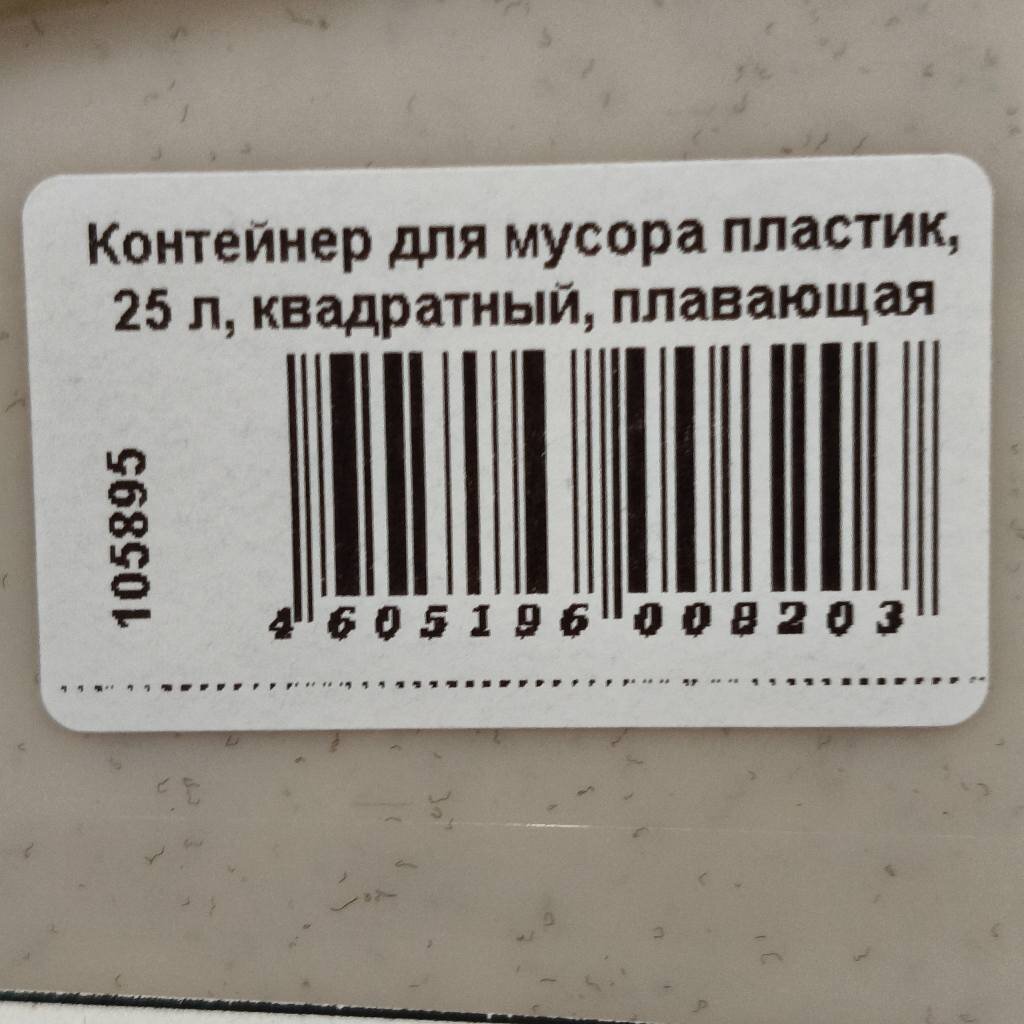 Контейнер для мусора пластик,
25 л, квадратный, плавающая
105895
4 605196 008203